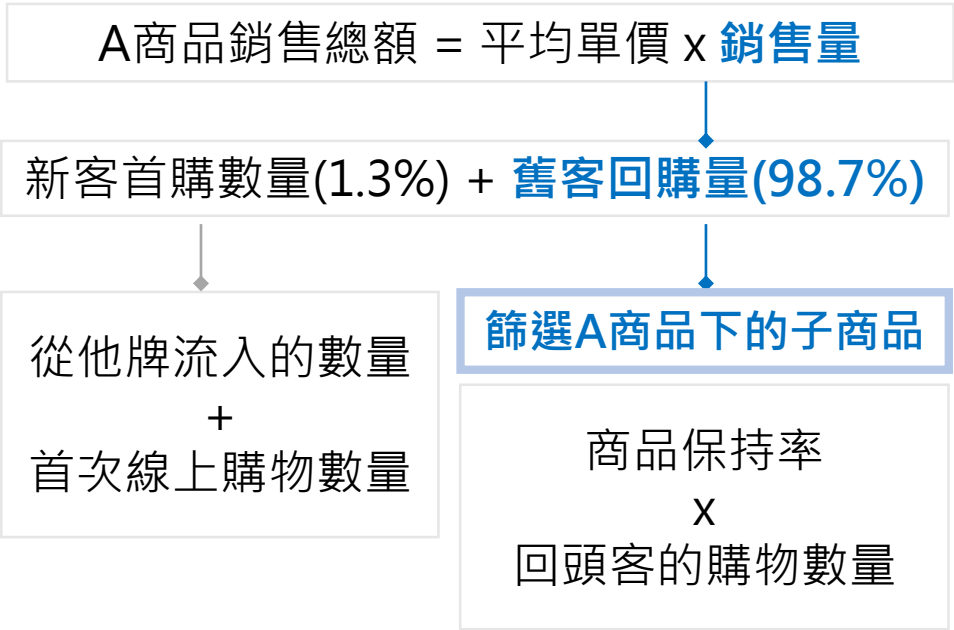 A商品銷售總額 = 平均單價 x 銷售量
新客首購數量(1.3%) + 舊客回購量(98.7%)
從他牌流入的數量
+
首次線上購物數量
篩選A商品下的子商品
商品保持率
x
回頭客的購物數量